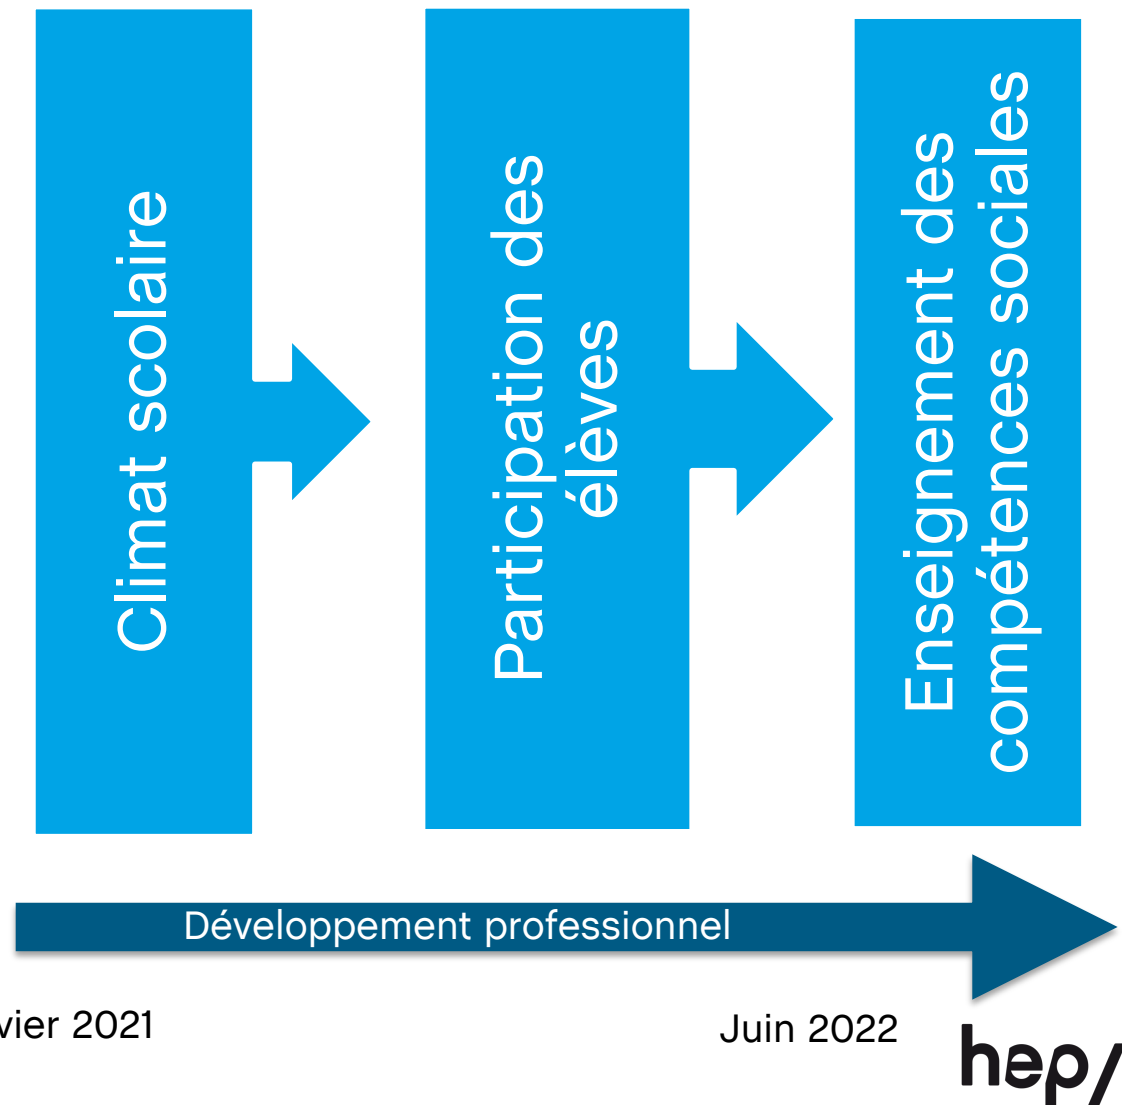 Climat scolaire
Participation des
élèves
Enseignement des
compétences sociales
Développement professionnel
vier 2021
Juin 2022
hep/